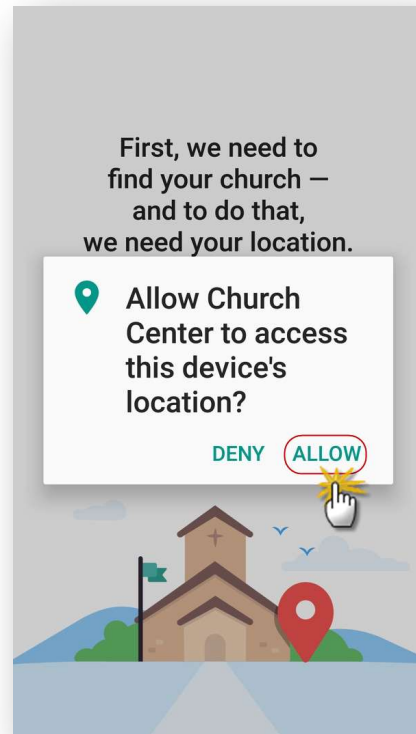 First, we need to
find your church —
and to do that,
we need your location.
Allow Church
Center to access
this device's
location?
DENY ALLOW